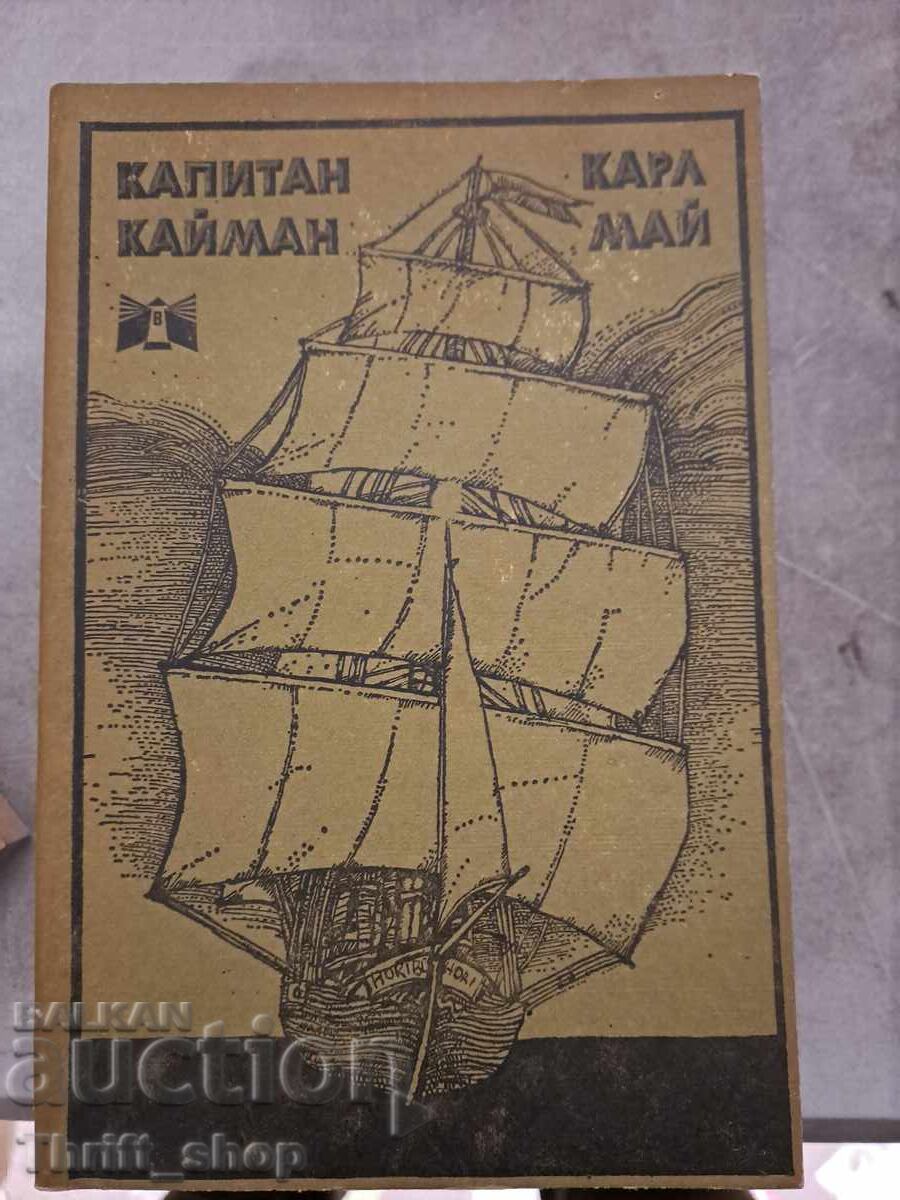 КАПИТАН
КАЙМАН
КАРЛ
МАЙ
В
BALKAN
auction
Thrift_shop